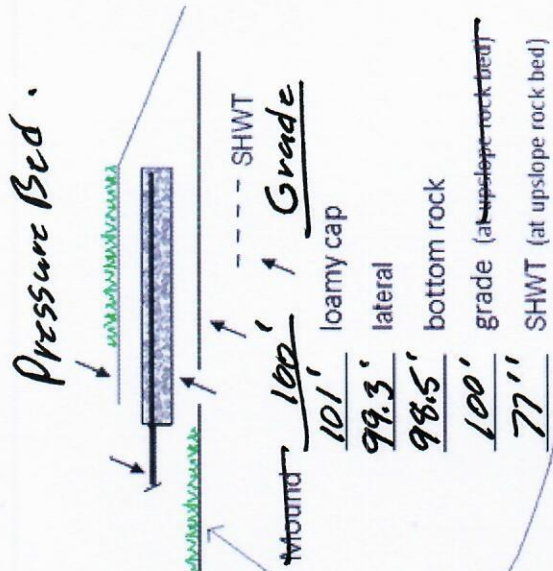 Pressure Bed.
SHWT
Mound 100' Grade
101' loamy cap
99.3' lateral
98.5' bottom rock
100' grade (at upslope rock bed)
77" SHWT (at upslope rock bed)